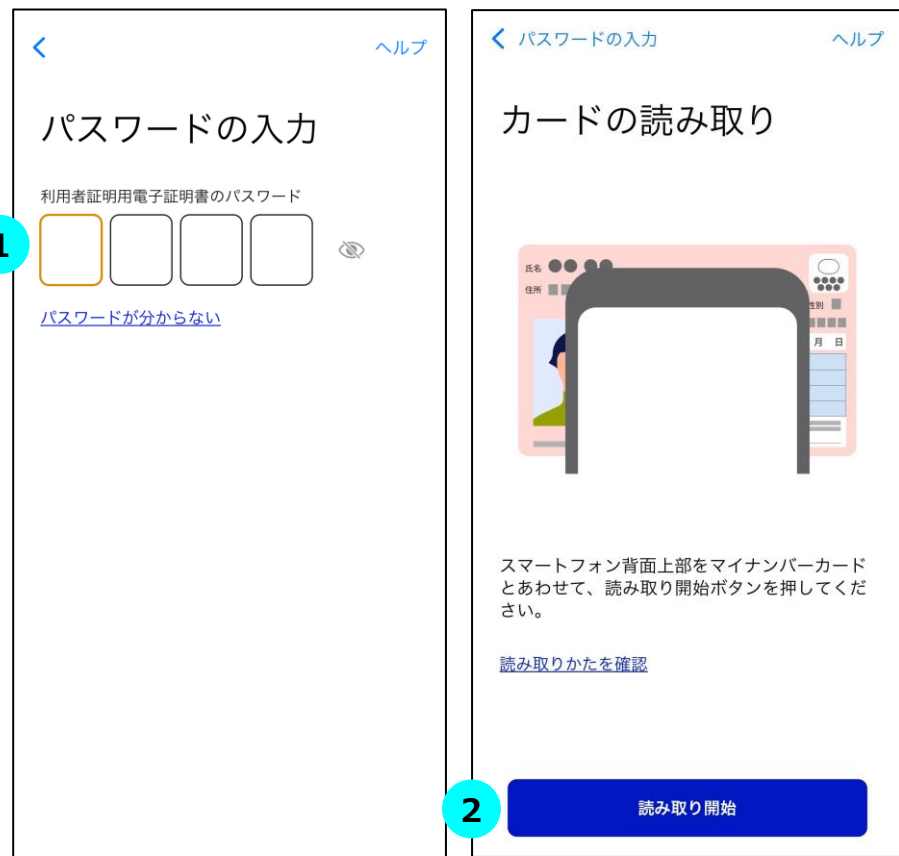 ヘルプ
パスワードの入力
利用者証明用電子証明書のパスワード
1
パスワードが分からない
パスワードの入力
ヘルプ
カードの読み取り
氏名
住所
性別
月 日
スマートフォン背面上部をマイナンバーカード
とあわせて、読み取り開始ボタンを押してくだ
さい。
読み取りかたを確認
2
読み取り開始